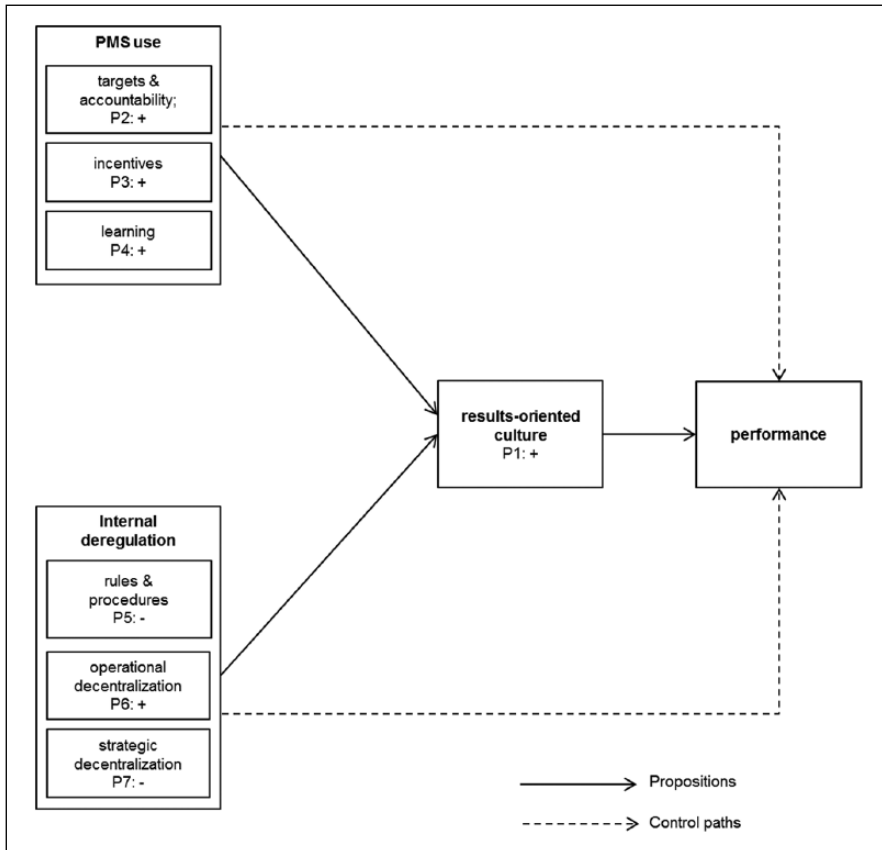 PMS use
targets &
accountability;
P2: +
incentives
P3: +
learning
P4: +
results-oriented
culture
P1: +
performance
Internal
deregulation
rules &
procedures
P5: -
operational
decentralization
P6: +
strategic
decentralization
P7: -
Propositions
Control paths